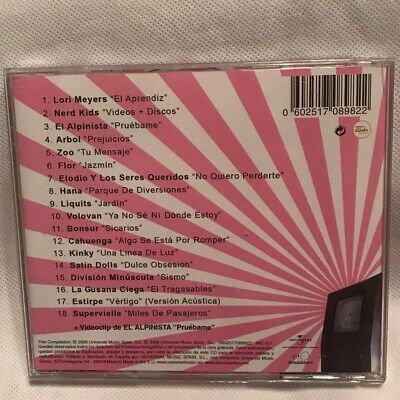 0 602517 089822
1. Lori Meyers "El Aprendiz"
2. Nerd Kids "Videos + Discos"
3. El Alpinista "Pruébame"
4. Arbol "Prejuicios"
5. Zoo "Tu Mensaje"
6. Flor "Jazmín"
7. Elodio Y Los Seres Queridos "No Quiero Perderte"
8. Hana "Parque De Diversiones"
9. Liquits "Jardín"
10. Volovan "Ya No Sé Ni Dónde Estoy"
11. Bonsur "Sicarios"
12. Cahuenga "Algo Se Está Por Romper"
13. Kinky "Una Línea De Luz"
14. Satin Dolls "Dulce Obsesión"
15. División Minúscula "Sismo"
16. La Gusana Ciega "El Tragasables"
17. Estirpe "Vértigo" (Versión Acústica)
18. Supervielle "Miles De Pasajeros"
+ Videoclip de EL ALPINISTA "Pruébame"
This Compilation: ℗ 2006 Universal Music Spain, S.L. © 2006 Universal Music Spain, S.L.
UNIVERSAL